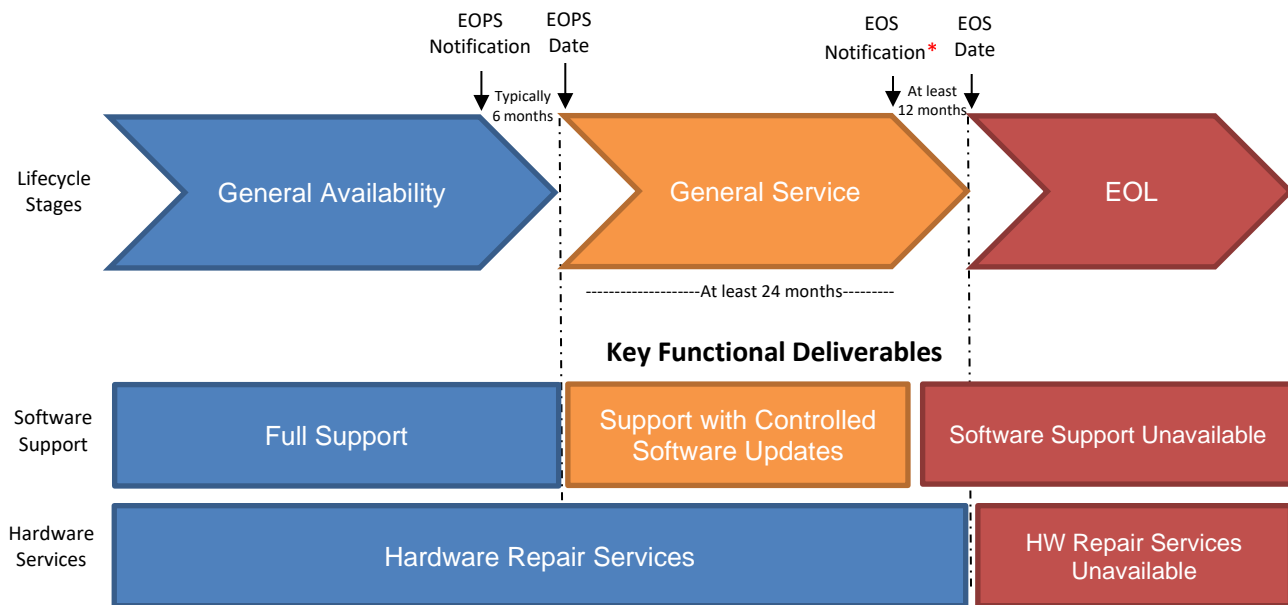 EOPS
Notification
EOPS
Date
EOS
Notification*
EOS
Date
Typically
6 months
At least
12 months
Lifecycle
Stages
General Availability
General Service
EOL
--------------------At least 24 months---------
Key Functional Deliverables
Software
Support
Full Support
Support with Controlled
Software Updates
Software Support Unavailable
Hardware
Services
Hardware Repair Services
HW Repair Services
Unavailable